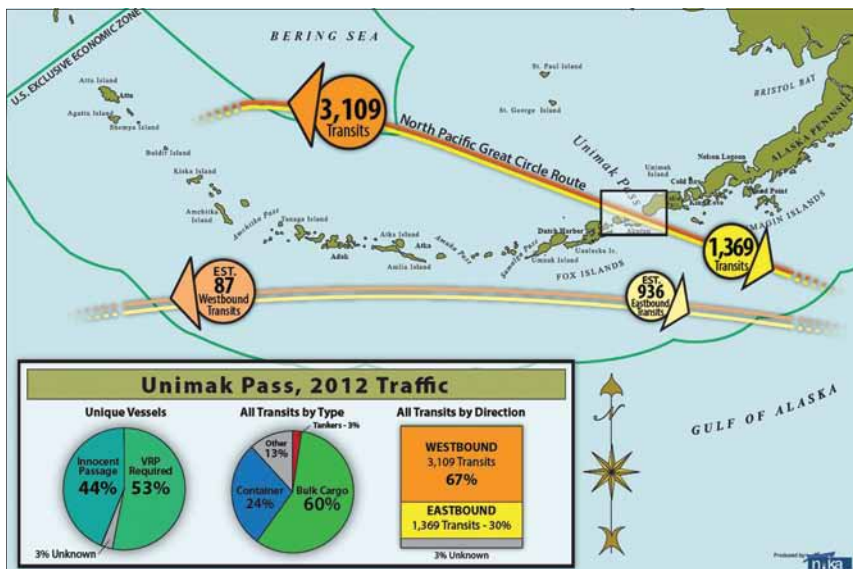 U.S. EXCLUSIVE ECONOMIC ZONE
BERING SEA
Attu Island
Attu
Agattu Island
Shemya Island
Buldir Island
Kiska Island
Amchitka Island
Amchitka Pass
Tanaga Island
Adak
Atka Island
Atka
Amlia Island
Amukta Pass
Samalga Pass
Umnak Island
Dutch Harbor
Unalaska Is.
FOX ISLANDS
Akutan
St. Paul Island
St. George Island
3,109
Transits
North Pacific Great Circle Route
Unimak Pass
Unimak
Island
Cold Bay
King Cove
Nelson Lagoon
Sand Point
ALASKA PENINSULA
BRISTOL BAY
1,369
Transits
EST.
87
Westbound
Transits
EST.
936
Eastbound
Transits
GULF OF ALASKA
N
Unimak Pass, 2012 Traffic
Unique Vessels
Innocent
Passage
44%
VRP
Required
53%
3% Unknown
All Transits by Type
Tankers - 3%
Other
13%
Container
24%
Bulk Cargo
60%
All Transits by Direction
WESTBOUND
3,109 Transits
67%
EASTBOUND
1,369 Transits - 30%
3% Unknown
Produced by
nuka